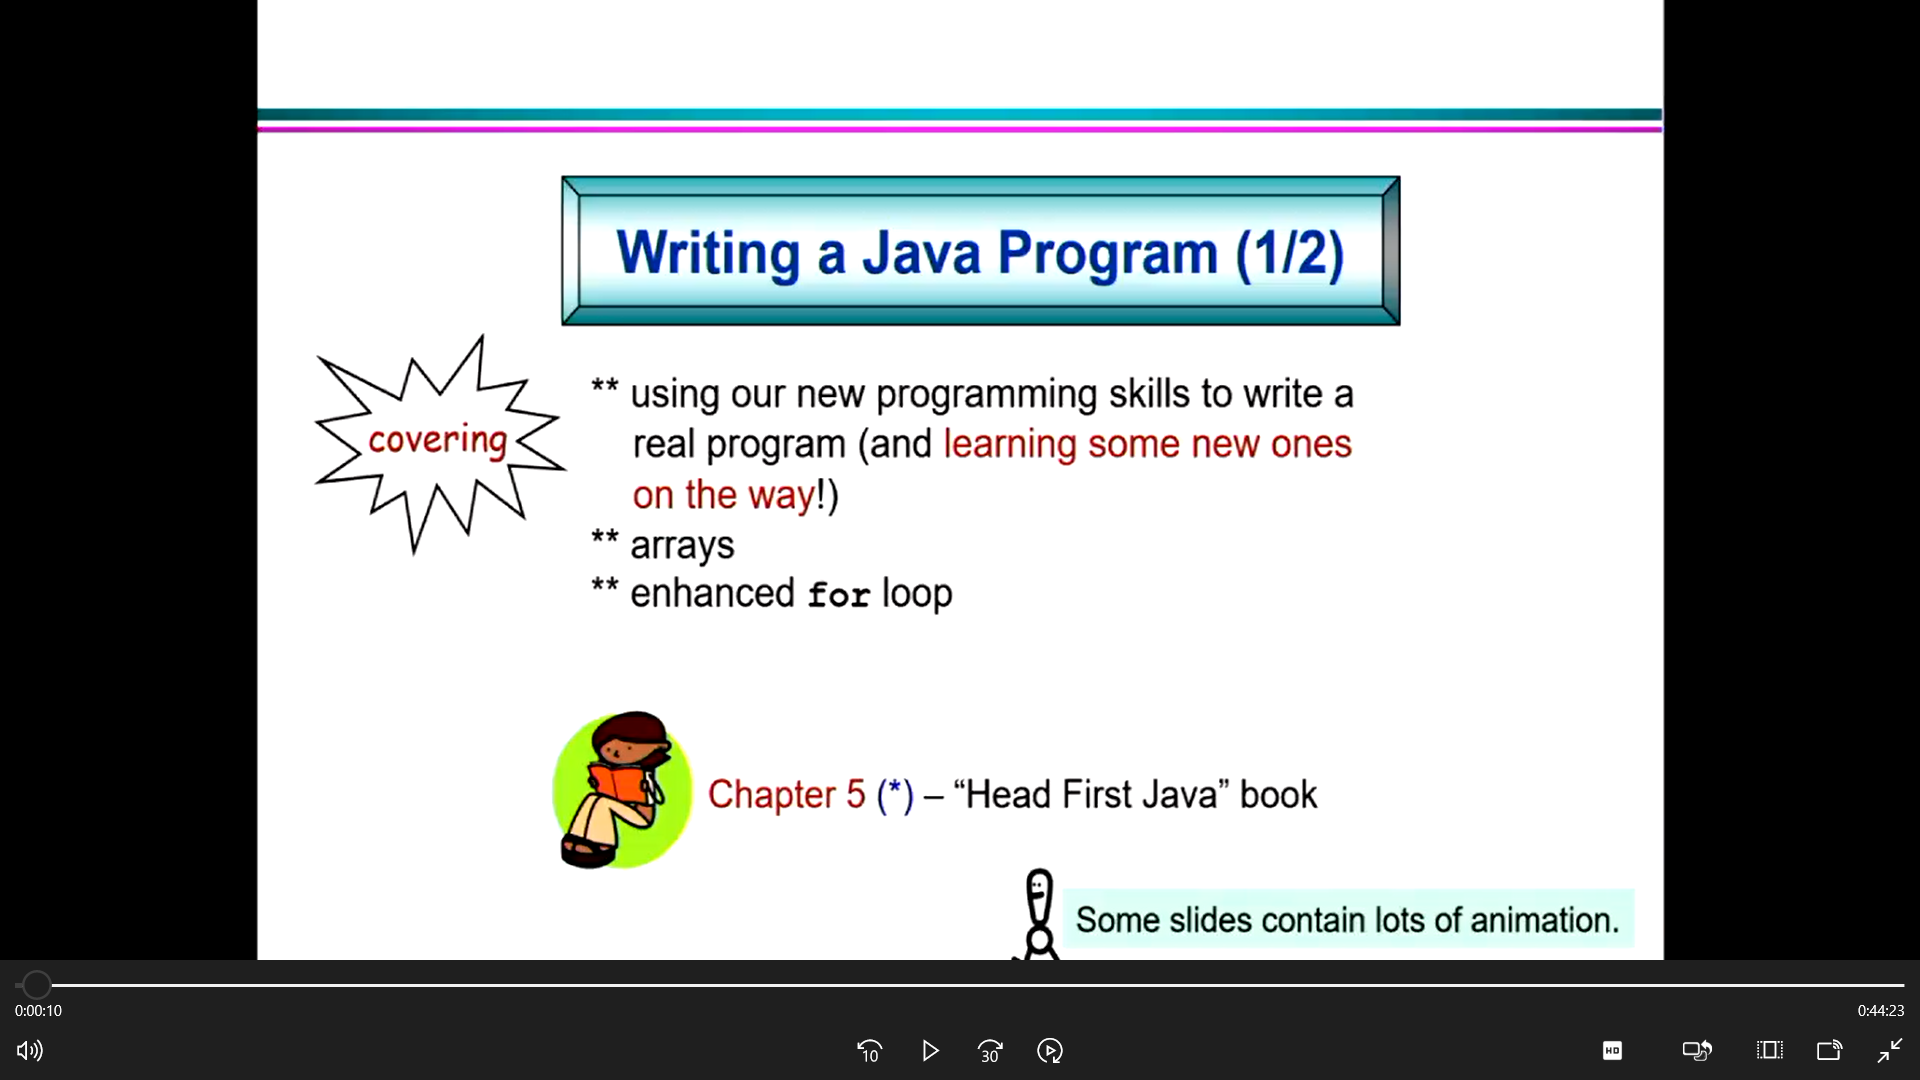 Writing a Java Program (1/2)
covering
** using our new programming skills to write a
real program (and learning some new ones
on the way!)
** arrays
** enhanced for loop
Chapter 5 (*) – “Head First Java” book
Some slides contain lots of animation.
0:00:10
0:44:23
10
30
HD